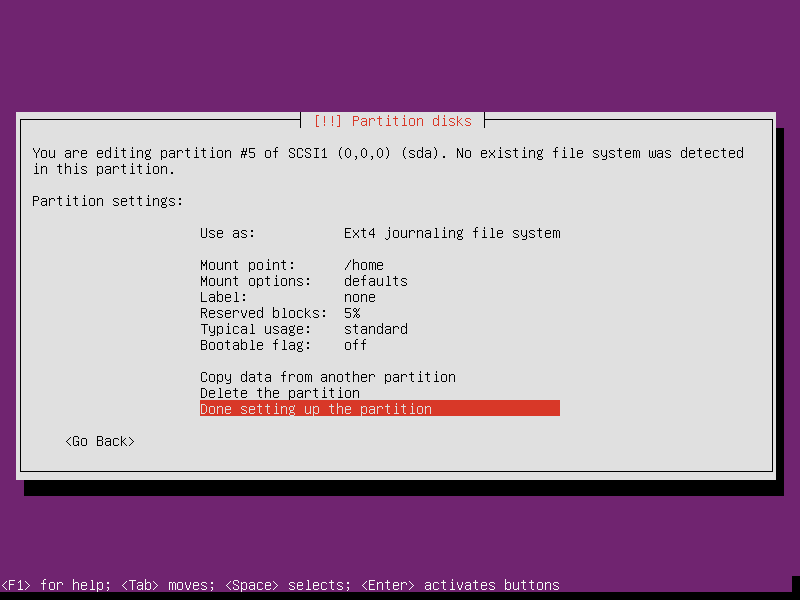 [!!] Partition disks
You are editing partition #5 of SCSI1 (0,0,0) (sda). No existing file system was detected
in this partition.
Partition settings:
Use as: Ext4 journaling file system
Mount point: /home
Mount options: defaults
Label: none
Reserved blocks: 5%
Typical usage: standard
Bootable flag: off
Copy data from another partition
Delete the partition
Done setting up the partition
<Go Back>
<F1> for help; <Tab> moves; <Space> selects; <Enter> activates buttons